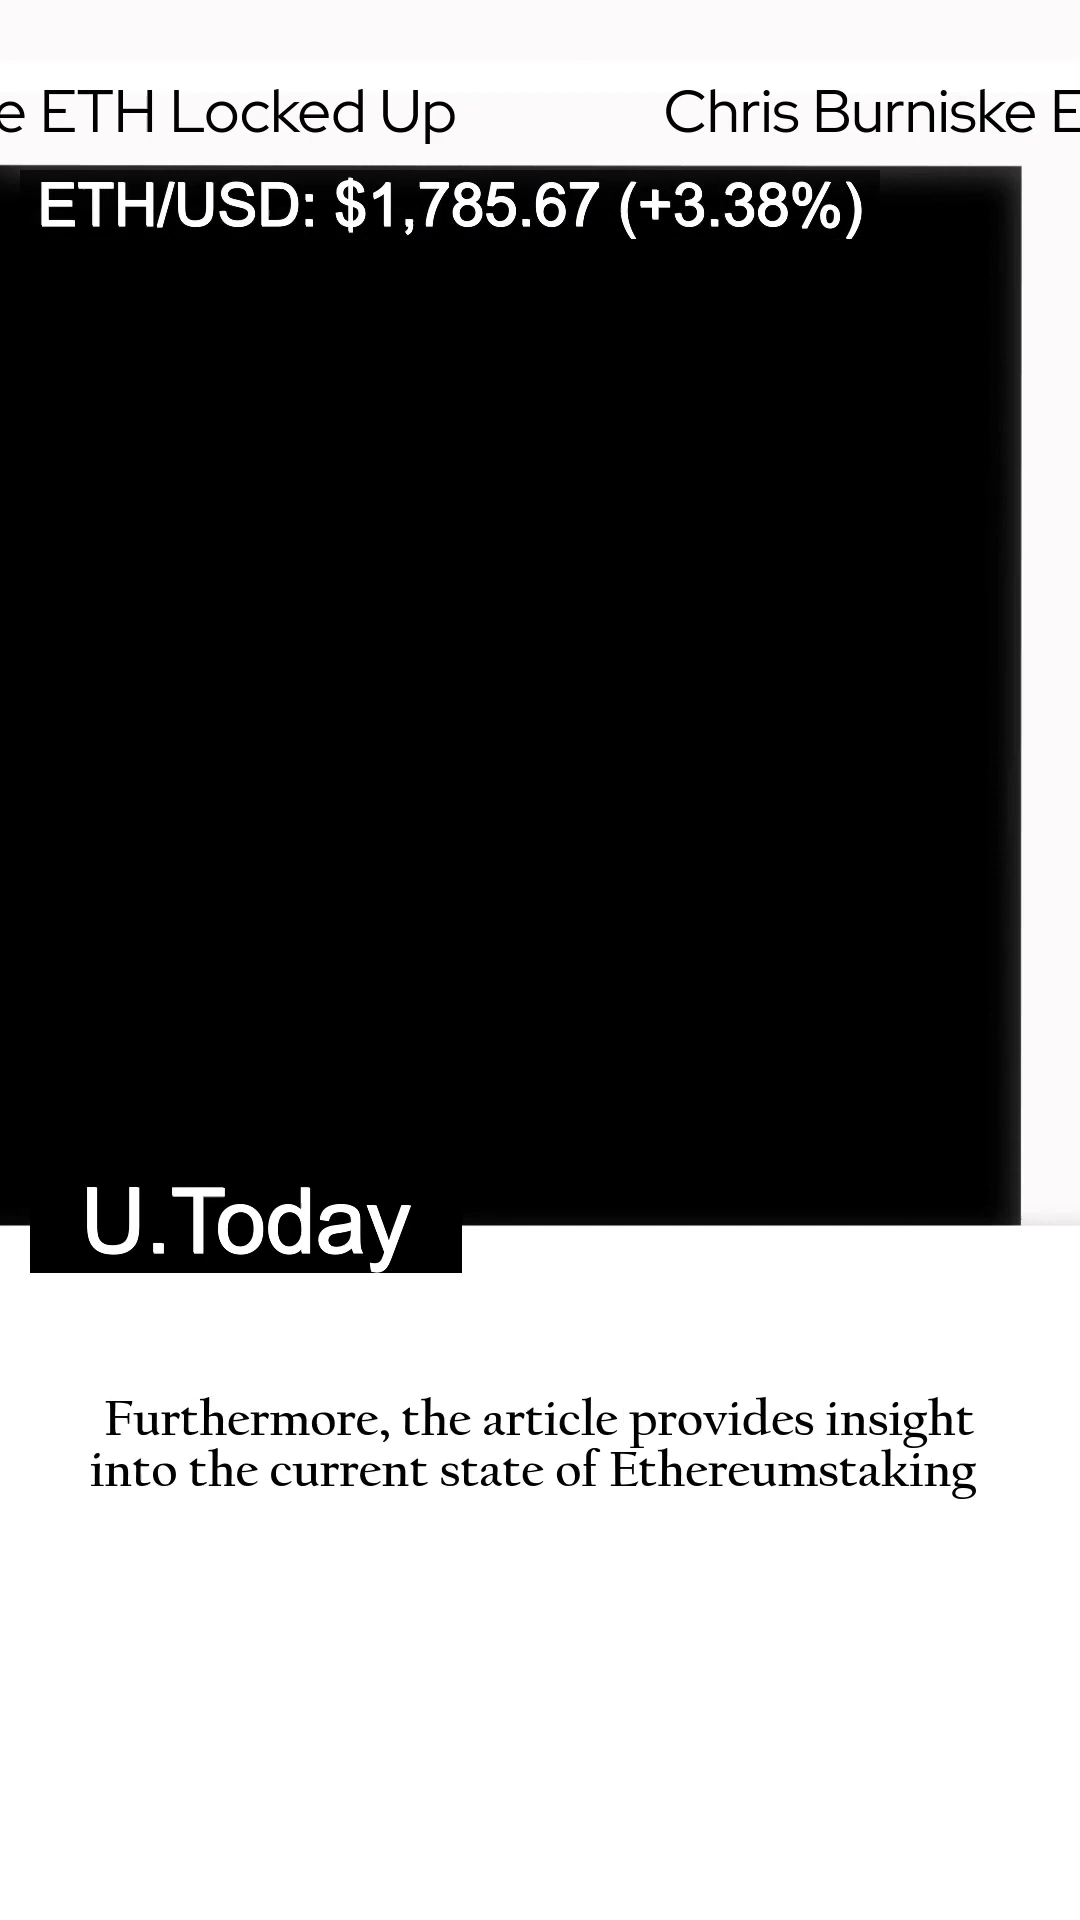 e ETH Locked Up Chris Burniske E
ETH/USD: $1,785.67 (+3.38%)
U.Today
Furthermore, the article provides insight
into the current state of Ethereumstaking